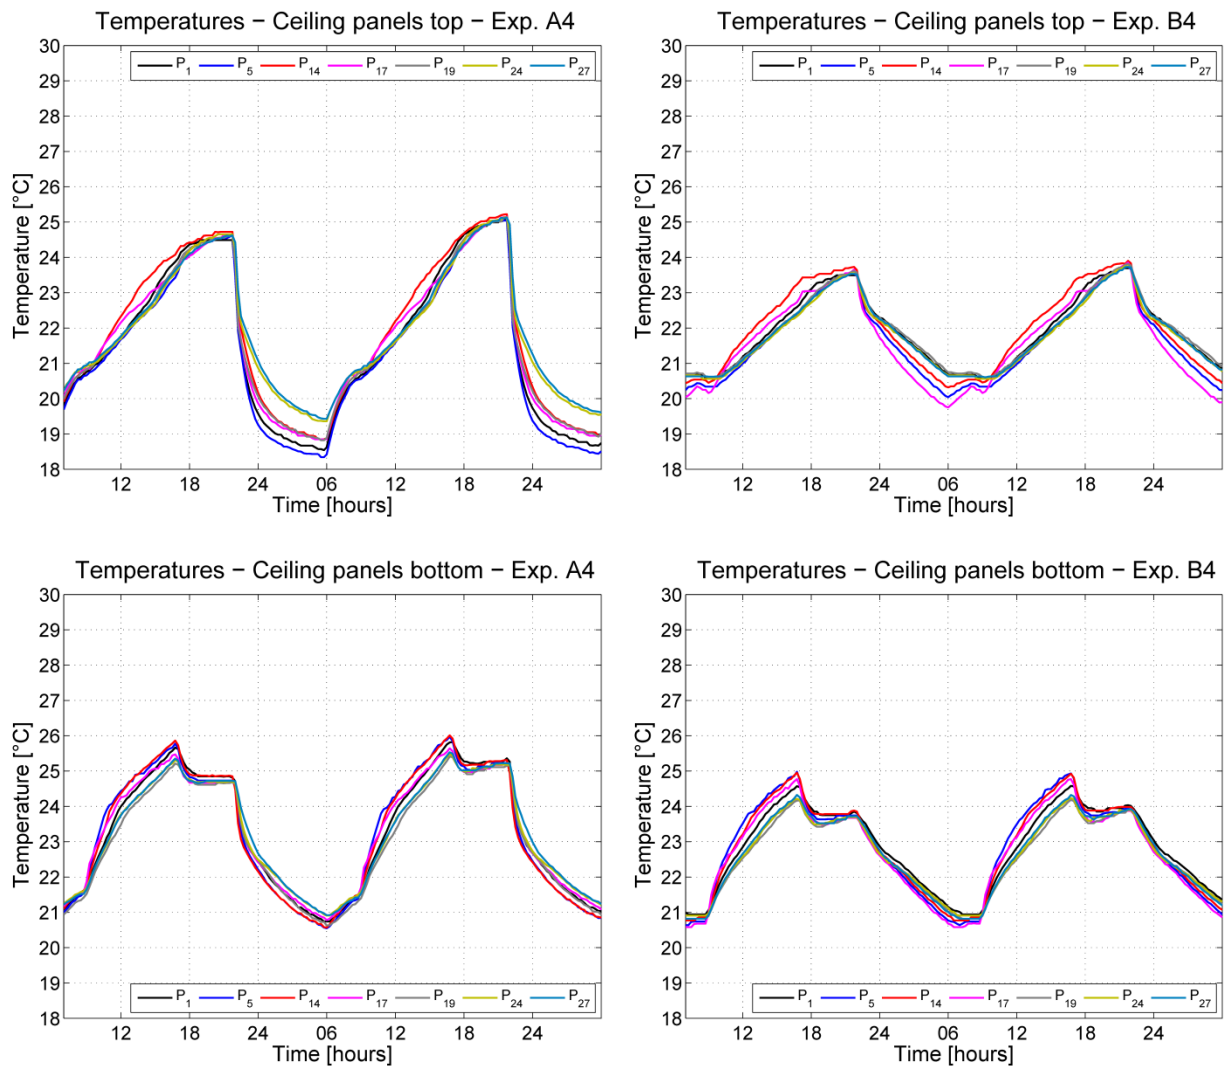 Temperatures − Ceiling panels top − Exp. A4
P1 P5 P14 P17 P19 P24 P27
Temperature [°C]
30
29
28
27
26
25
24
23
22
21
20
19
18
12 18 24 06 12 18 24
Time [hours]
Temperatures − Ceiling panels top − Exp. B4
P1 P5 P14 P17 P19 P24 P27
Temperature [°C]
30
29
28
27
26
25
24
23
22
21
20
19
18
12 18 24 06 12 18 24
Time [hours]
Temperatures − Ceiling panels bottom − Exp. A4
Temperature [°C]
30
29
28
27
26
25
24
23
22
21
20
19
18
P1 P5 P14 P17 P19 P24 P27
12 18 24 06 12 18 24
Time [hours]
Temperatures − Ceiling panels bottom − Exp. B4
Temperature [°C]
30
29
28
27
26
25
24
23
22
21
20
19
18
P1 P5 P14 P17 P19 P24 P27
12 18 24 06 12 18 24
Time [hours]